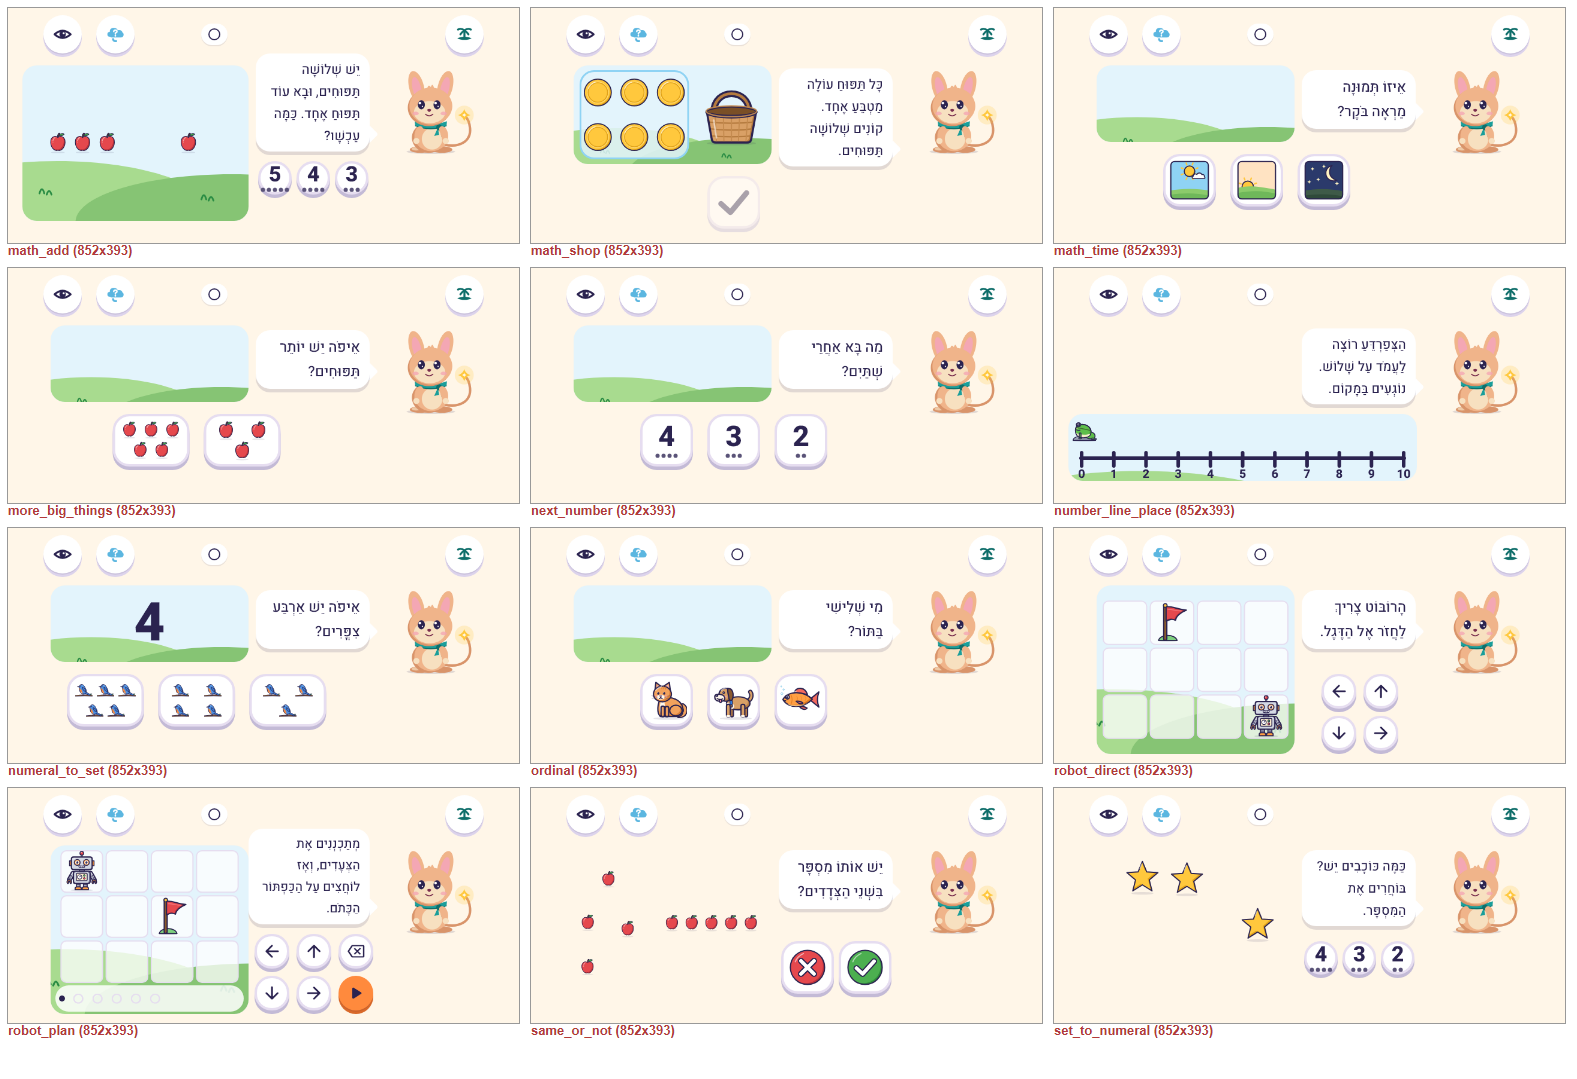 יֵשׁ שְׁלוֹשָׁה
תַּפּוּחִים, וּבָא עוֹד
תַּפּוּחַ אֶחָד. כַּמָּה
עַכְשָׁו?
5 4 3
math_add (852x393)
כָּל תַּפּוּחַ עוֹלֶה
מַטְבֵּעַ אֶחָד.
קוֹנִים שְׁלוֹשָׁה
תַּפּוּחִים.
math_shop (852x393)
אֵיזוֹ תְּמוּנָה
מַרְאָה בֹּקֶר?
math_time (852x393)
אֵיפֹה יֵשׁ יוֹתֵר
תַּפּוּחִים?
more_big_things (852x393)
מַה בָּא אַחֲרֵי
שְׁתַּיִם?
4 3 2
next_number (852x393)
הַצְּפַרְדֵּעַ רוֹצָה
לַעֲמֹד עַל שָׁלוֹשׁ.
נוֹגְעִים בַּמָּקוֹם.
0 1 2 3 4 5 6 7 8 9 10
number_line_place (852x393)
4
אֵיפֹה יֵשׁ אַרְבַּע
צִפֳּרִים?
numeral_to_set (852x393)
מִי שְׁלִישִׁי
בַּתּוֹר?
ordinal (852x393)
הָרוֹבּוֹט צָרִיךְ
לַחֲזֹר אֶל הַדֶּגֶל.
robot_direct (852x393)
מְתַכְנְנִים אֶת
הַצְּעָדִים, וְאָז
לוֹחֲצִים עַל הַכַּפְתּוֹר
הַכָּתֹם.
robot_plan (852x393)
יֵשׁ אוֹתוֹ מִסְפָּר
בִּשְׁנֵי הַצְּדָדִים?
same_or_not (852x393)
כַּמָּה כּוֹכָבִים יֵשׁ?
בּוֹחֲרִים אֶת
הַמִּסְפָּר.
4 3 2
set_to_numeral (852x393)